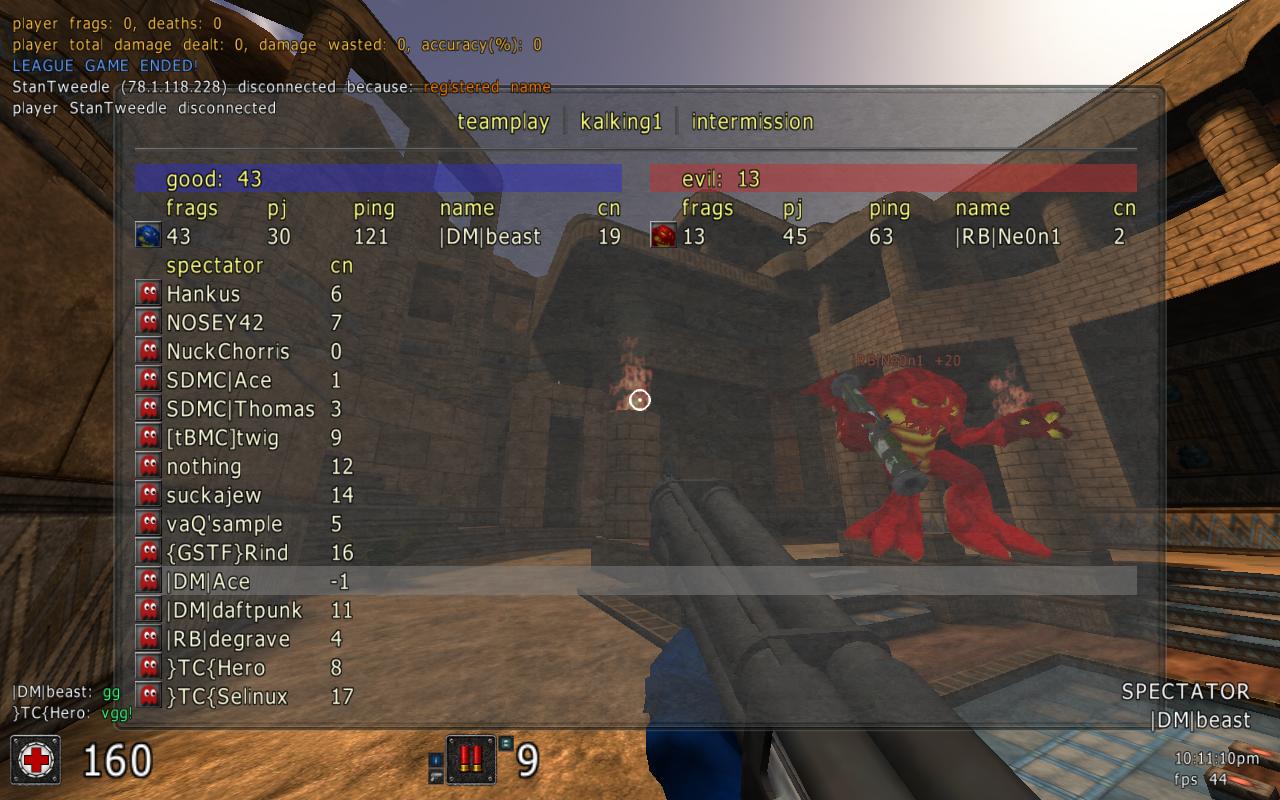 player frags: 0, deaths: 0
player total damage dealt: 0, damage wasted: 0, accuracy(%): 0
LEAGUE GAME ENDED!
StanTweedle (78.1.118.228) disconnected because: registered name
player StanTweedle disconnected
teamplay kalking1 intermission
good: 43 evil: 13
frags pj ping name cn frags pj ping name cn
43 30 121 |DM|beast 19 13 45 63 |RB|Ne0n1 2
spectator cn
Hankus 6
NOSEY42 7
NuckChorris 0
RB|Ne0n1 +20
SDMC|Ace 1
SDMC|Thomas 3
[tBMC]twig 9
nothing 12
suckajew 14
vaQ'sample 5
{GSTF}Rind 16
|DM|Ace -1
|DM|daftpunk 11
|RB|degrave 4
}TC{Hero 8
}TC{Selinux 17
|DM|beast: gg
}TC{Hero: vgg!
SPECTATOR
|DM|beast
160 9
10:11:10pm
fps 44